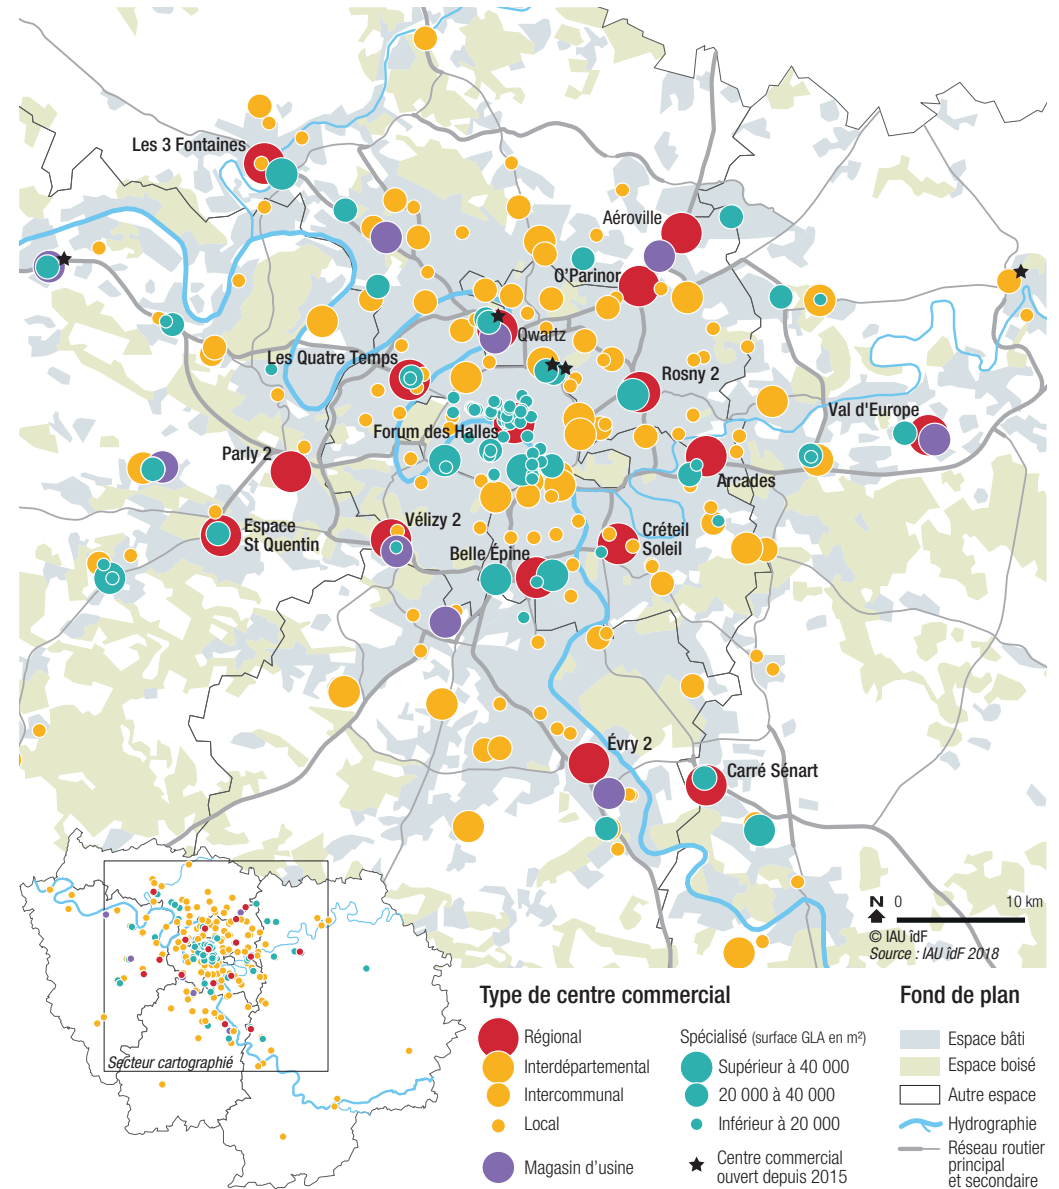 Les 3 Fontaines
Aéroville
O'Parinor
Qwartz
Les Quatre Temps
Rosny 2
Val d'Europe
Forum des Halles
Parly 2
Arcades
Espace
St Quentin
Vélizy 2
Créteil
Soleil
Belle Épine
Évry 2
Carré Sénart
N 0 10 km
© IAU îdF
Source : IAU îdF 2018
Secteur cartographié
Type de centre commercial
Régional
Interdépartemental
Intercommunal
Local
Magasin d'usine
Spécialisé (surface GLA en m²)
Supérieur à 40 000
20 000 à 40 000
Inférieur à 20 000
Centre commercial
ouvert depuis 2015
Fond de plan
Espace bâti
Espace boisé
Autre espace
Hydrographie
Réseau routier
principal
et secondaire